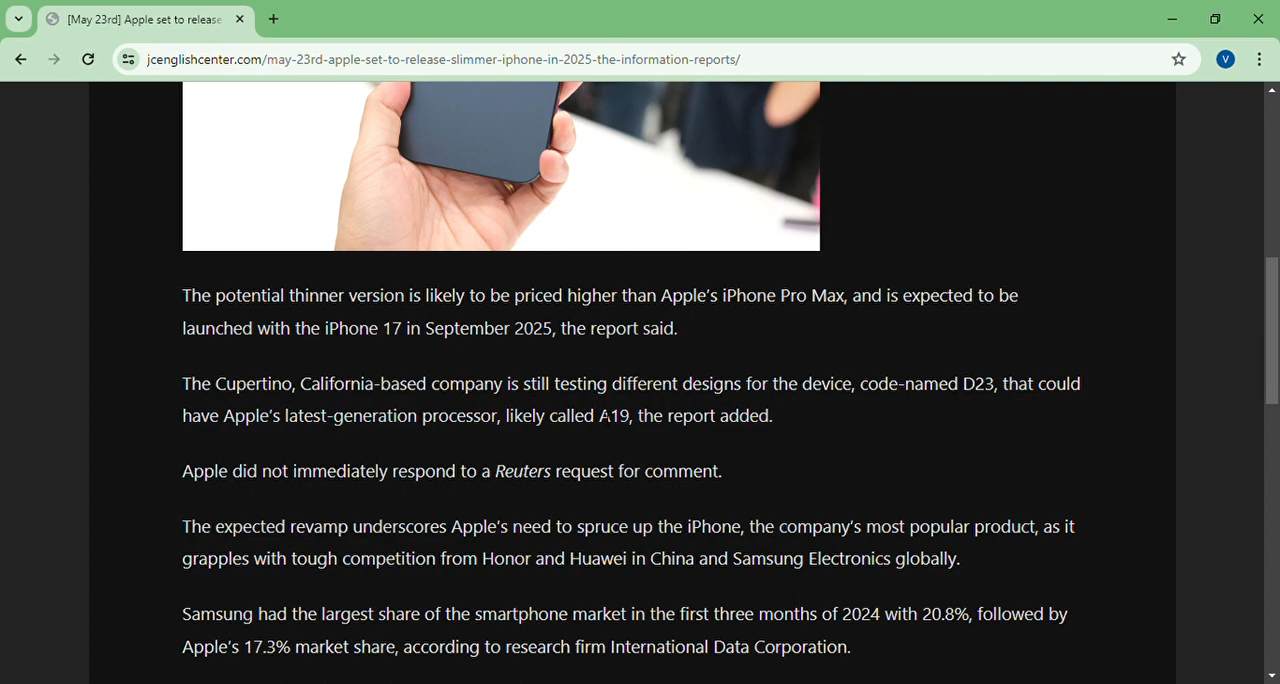 [May 23rd] Apple set to release
jcenglishcenter.com/may-23rd-apple-set-to-release-slimmer-iphone-in-2025-the-information-reports/
V
The potential thinner version is likely to be priced higher than Apple’s iPhone Pro Max, and is expected to be
launched with the iPhone 17 in September 2025, the report said.
The Cupertino, California-based company is still testing different designs for the device, code-named D23, that could
have Apple’s latest-generation processor, likely called A19, the report added.
Apple did not immediately respond to a Reuters request for comment.
The expected revamp underscores Apple’s need to spruce up the iPhone, the company’s most popular product, as it
grapples with tough competition from Honor and Huawei in China and Samsung Electronics globally.
Samsung had the largest share of the smartphone market in the first three months of 2024 with 20.8%, followed by
Apple’s 17.3% market share, according to research firm International Data Corporation.